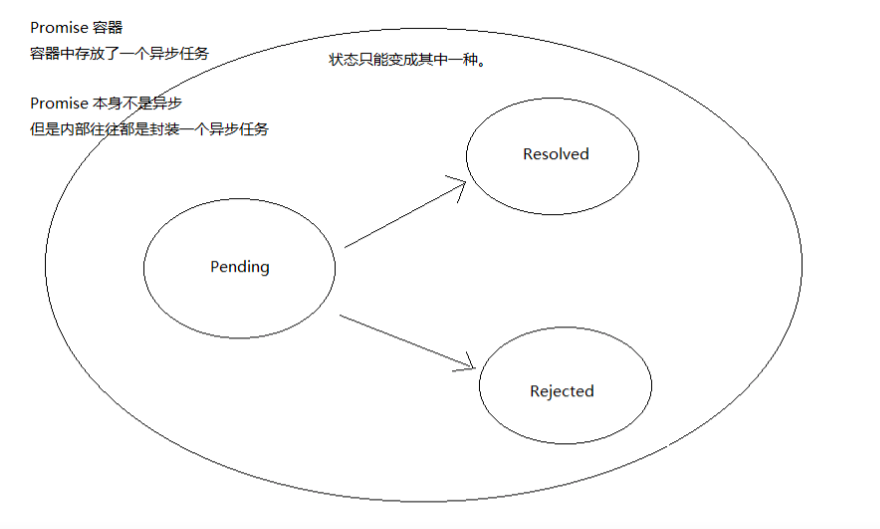 Promise 容器
容器中存放了一个异步任务
状态只能变成其中一种。
Promise 本身不是异步
但是内部往往都是封装一个异步任务
Resolved
Pending
Rejected